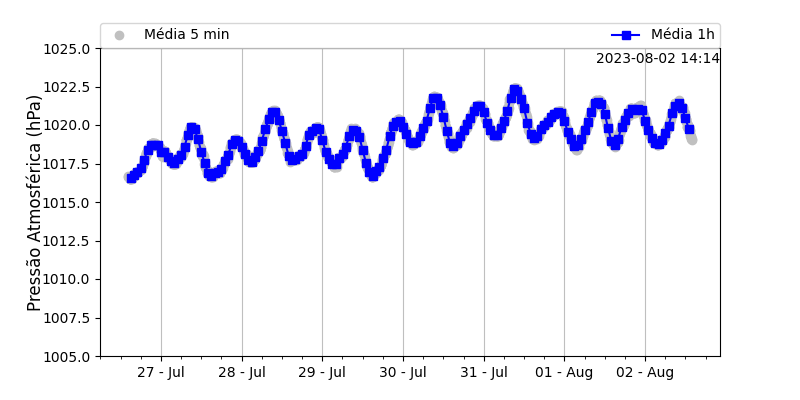 Média 5 min
Média 1h
2023-08-02 14:14
Pressão Atmosférica (hPa)
1025.0
1022.5
1020.0
1017.5
1015.0
1012.5
1010.0
1007.5
1005.0
27 - Jul
28 - Jul
29 - Jul
30 - Jul
31 - Jul
01 - Aug
02 - Aug